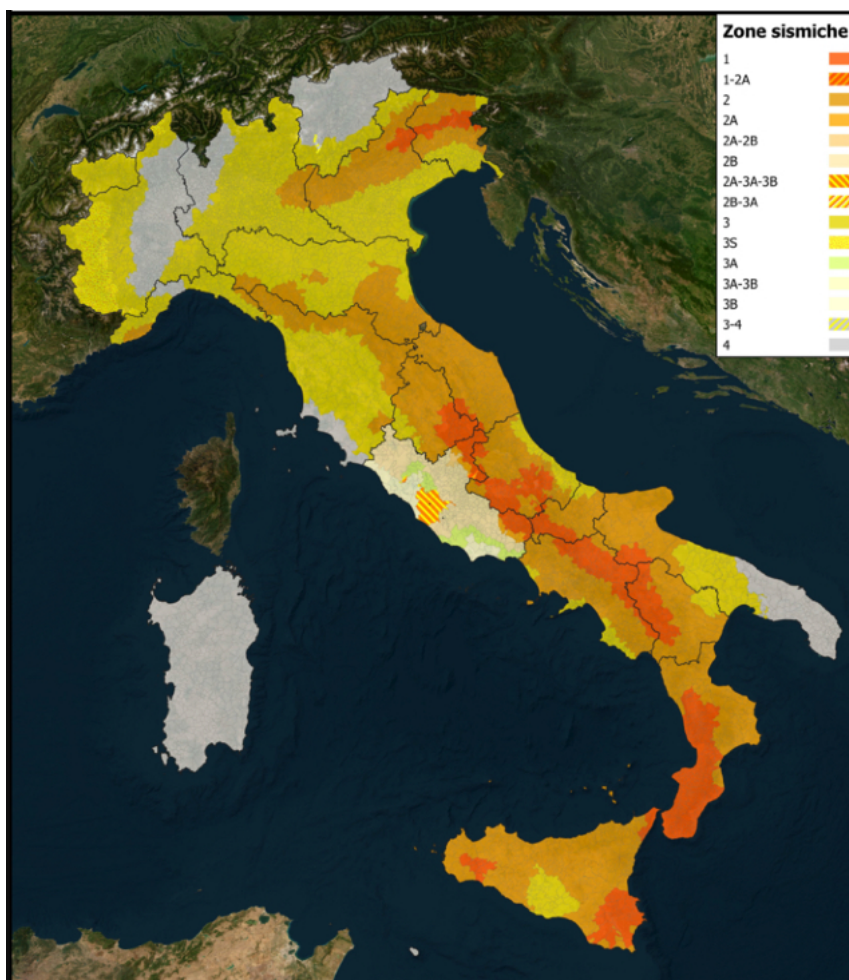 Zone sismiche
1
1-2A
2
2A
2A-2B
2B
2A-3A-3B
2B-3A
3
3S
3A
3A-3B
3B
3-4
4